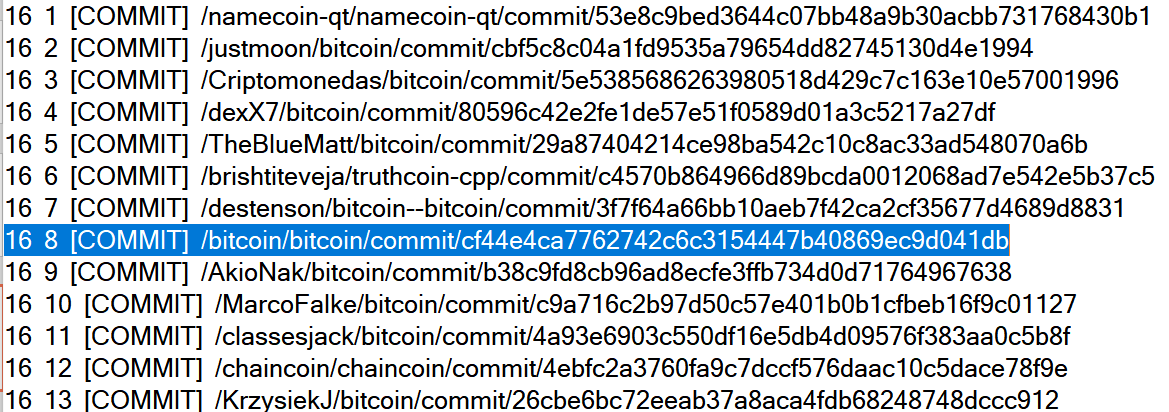 16 1 [COMMIT] /namecoin-qt/namecoin-qt/commit/53e8c9bed3644c07bb48a9b30acbb731768430b1
16 2 [COMMIT] /justmoon/bitcoin/commit/cbf5c8c04a1fd9535a79654dd82745130d4e1994
16 3 [COMMIT] /Criptomonedas/bitcoin/commit/5e5385686263980518d429c7c163e10e57001996
16 4 [COMMIT] /dexX7/bitcoin/commit/80596c42e2fe1de57e51f0589d01a3c5217a27df
16 5 [COMMIT] /TheBlueMatt/bitcoin/commit/29a87404214ce98ba542c10c8ac33ad548070a6b
16 6 [COMMIT] /brishtiteveja/truthcoin-cpp/commit/c4570b864966d89bcda0012068ad7e542e5b37c5
16 7 [COMMIT] /destenson/bitcoin--bitcoin/commit/3f7f64a66bb10aeb7f42ca2cf35677d4689d8831
16 8 [COMMIT] /bitcoin/bitcoin/commit/cf44e4ca7762742c6c3154447b40869ec9d041db
16 9 [COMMIT] /AkioNak/bitcoin/commit/b38c9fd8cb96ad8ecfe3ffb734d0d71764967638
16 10 [COMMIT] /MarcoFalke/bitcoin/commit/c9a716c2b97d50c57e401b0b1cfbeb16f9c01127
16 11 [COMMIT] /classesjack/bitcoin/commit/4a93e6903c550df16e5db4d09576f383aa0c5b8f
16 12 [COMMIT] /chaincoin/chaincoin/commit/4ebfc2a3760fa9c7dccf576daac10c5dace78f9e
16 13 [COMMIT] /KrzysiekJ/bitcoin/commit/26cbe6bc72eeab37a8aca4fdb68248748dccc912